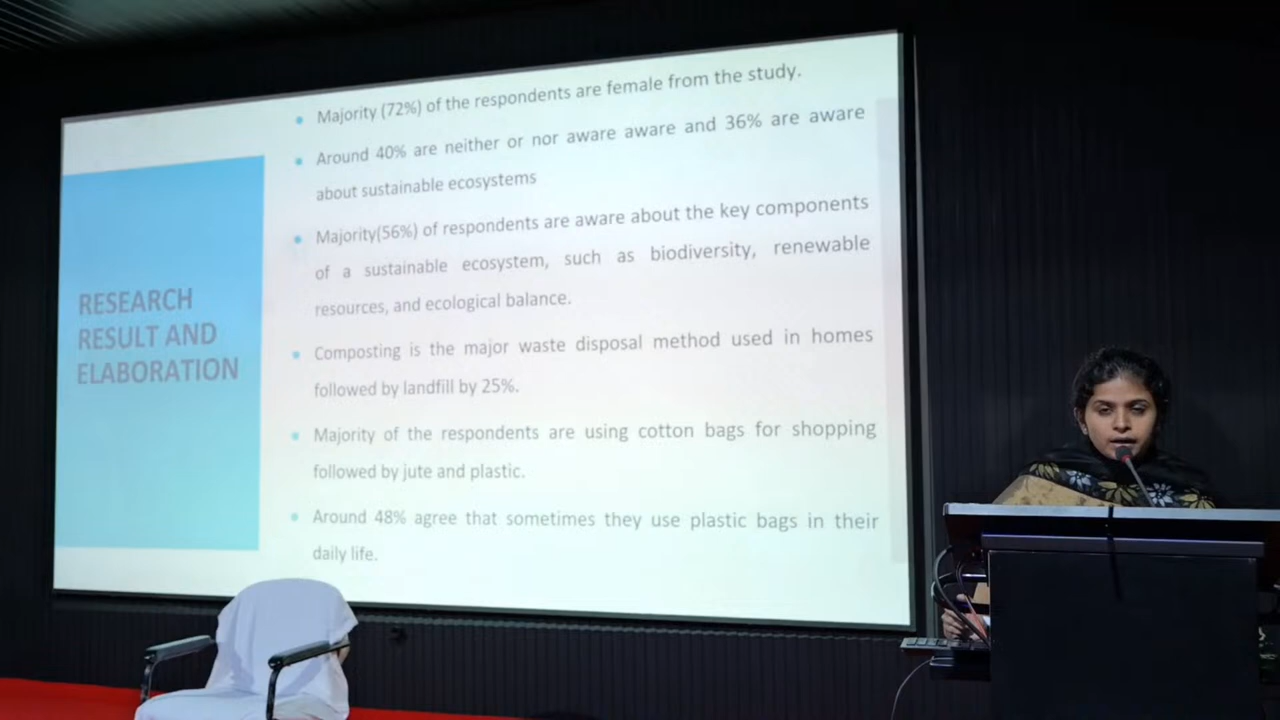 RESEARCH
RESULT AND
ELABORATION
Majority (72%) of the respondents are female from the study.
Around 40% are neither or nor aware aware and 36% are aware
about sustainable ecosystems
Majority(56%) of respondents are aware about the key components
of a sustainable ecosystem, such as biodiversity, renewable
resources, and ecological balance.
Composting is the major waste disposal method used in homes
followed by landfill by 25%.
Majority of the respondents are using cotton bags for shopping
followed by jute and plastic.
Around 48% agree that sometimes they use plastic bags in their
daily life.